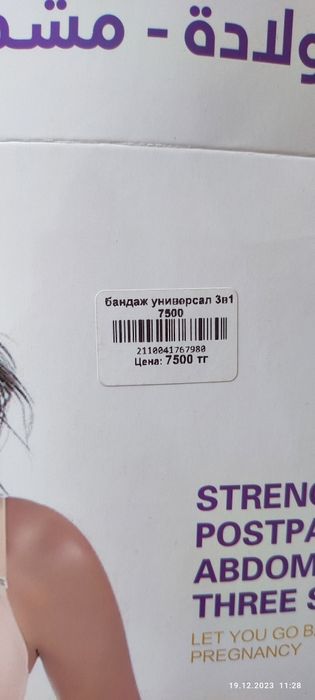 ولادة - مشد
бандаж универсал 3в1
7500
2110041767980
Цена: 7500 тг
STRENG
POSTPA
ABDOM
THREE S
LET YOU GO BA
PREGNANCY
19.12.2023 11:28